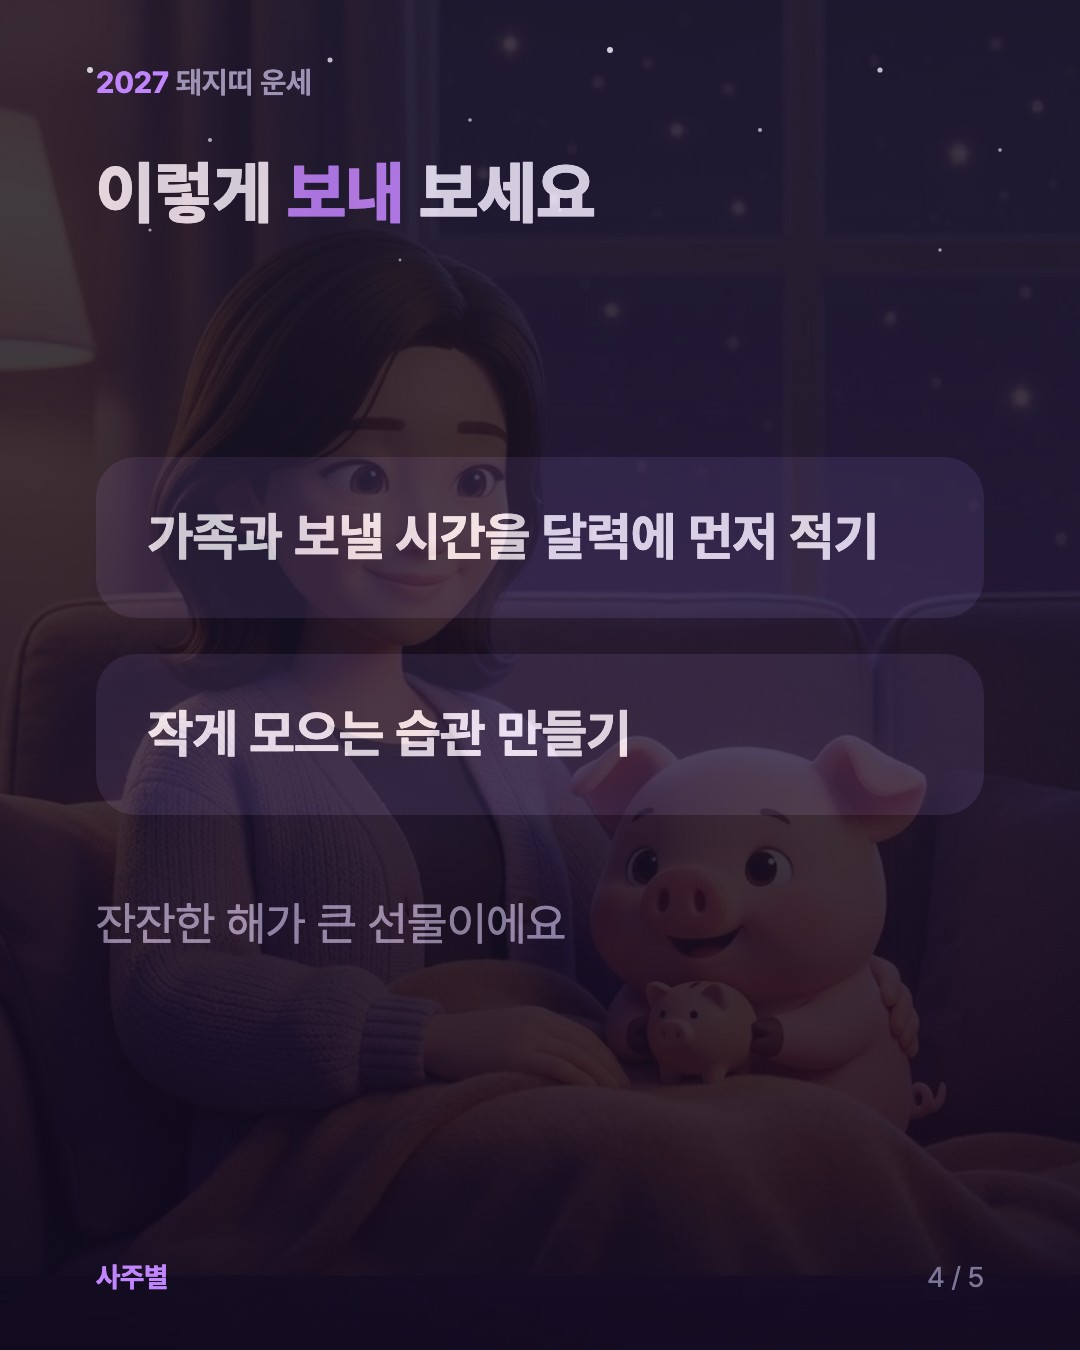 2027 돼지띠 운세
이렇게 보내 보세요
가족과 보낼 시간을 달력에 먼저 적기
작게 모으는 습관 만들기
잔잔한 해가 큰 선물이에요
사주별
4 / 5